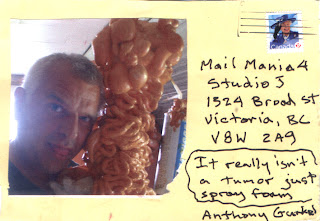 Canada
Mail Mania 4
Studio J
1524 Broad St
Victoria, BC
V8W 2A9
It really isn't
a tumor just
spray foam
Anthony